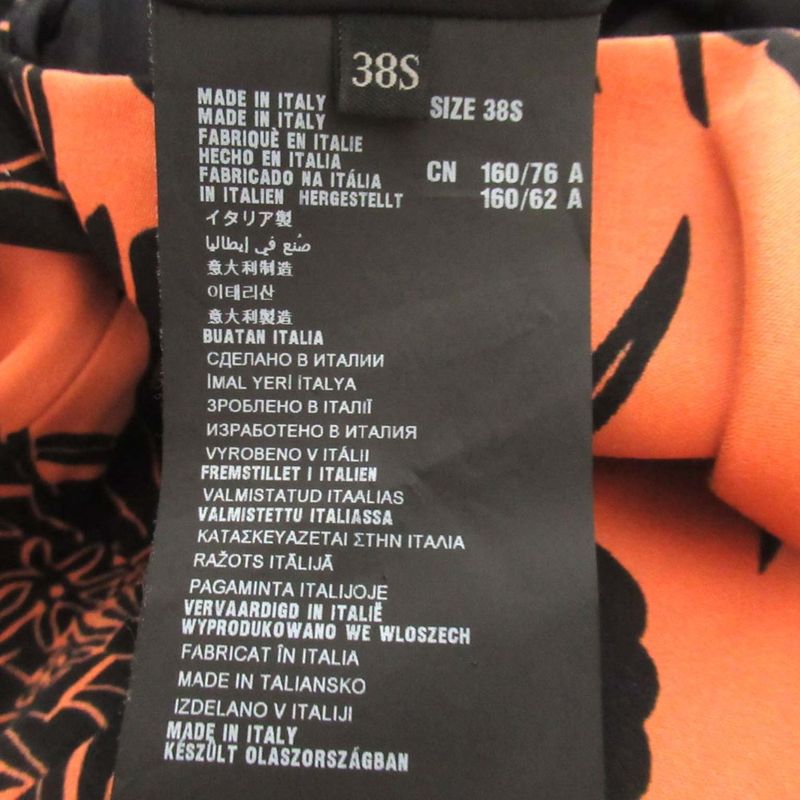 38S
MADE IN ITALY
MADE IN ITALY
FABRIQUÈ EN ITALIE
HECHO EN ITALIA
FABRICADO NA ITÁLIA
IN ITALIEN HERGESTELLT
SIZE 38S
CN 160/76 A
160/62 A
イタリア製
صُنع في إيطاليا
意大利制造
이테리산
意大利製造
BUATAN ITALIA
СДЕЛАНО В ИТАЛИИ
İMAL YERİ İTALYA
ЗРОБЛЕНО В ІТАЛІЇ
ИЗРАБОТЕНО В ИТАЛИЯ
VYROBENO V ITÁLII
FREMSTILLET I ITALIEN
VALMISTATUD ITAALIAS
VALMISTETTU ITALIASSA
ΚΑΤΑΣΚΕΥΑΖΕΤΑΙ ΣΤΗΝ ΙΤΑΛΙΑ
RAŽOTS ITĀLIJĀ
PAGAMINTA ITALIJOJE
VERVAARDIGD IN ITALIË
WYPRODUKOWANO WE WLOSZECH
FABRICAT ÎN ITALIA
MADE IN TALIANSKO
IZDELANO V ITALIJI
MADE IN ITALY
KÉSZÜLT OLASZORSZÁGBAN